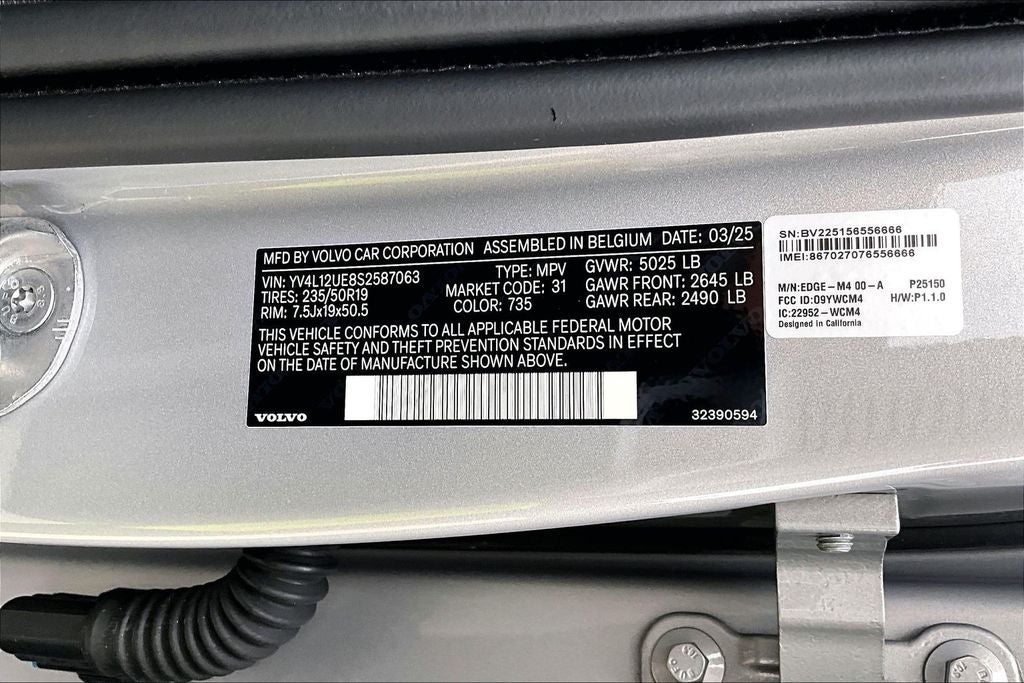 MFD BY VOLVO CAR CORPORATION ASSEMBLED IN BELGIUM DATE: 03/25
VIN: YV4L12UE8S2587063 TYPE: MPV GVWR: 5025 LB
TIRES: 235/50R19 MARKET CODE: 31 GAWR FRONT: 2645 LB
RIM: 7.5Jx19x50.5 COLOR: 735 GAWR REAR: 2490 LB
THIS VEHICLE CONFORMS TO ALL APPLICABLE FEDERAL MOTOR
VEHICLE SAFETY AND THEFT PREVENTION STANDARDS IN EFFECT
ON THE DATE OF MANUFACTURE SHOWN ABOVE.
VOLVO 32390594
SN:BV225156556666
IMEI:867027076556666
M/N:EDGE-M4 00-A P25150
FCC ID:O9YWCM4 H/W:P1.1.0
IC:22952-WCM4
Designed in California